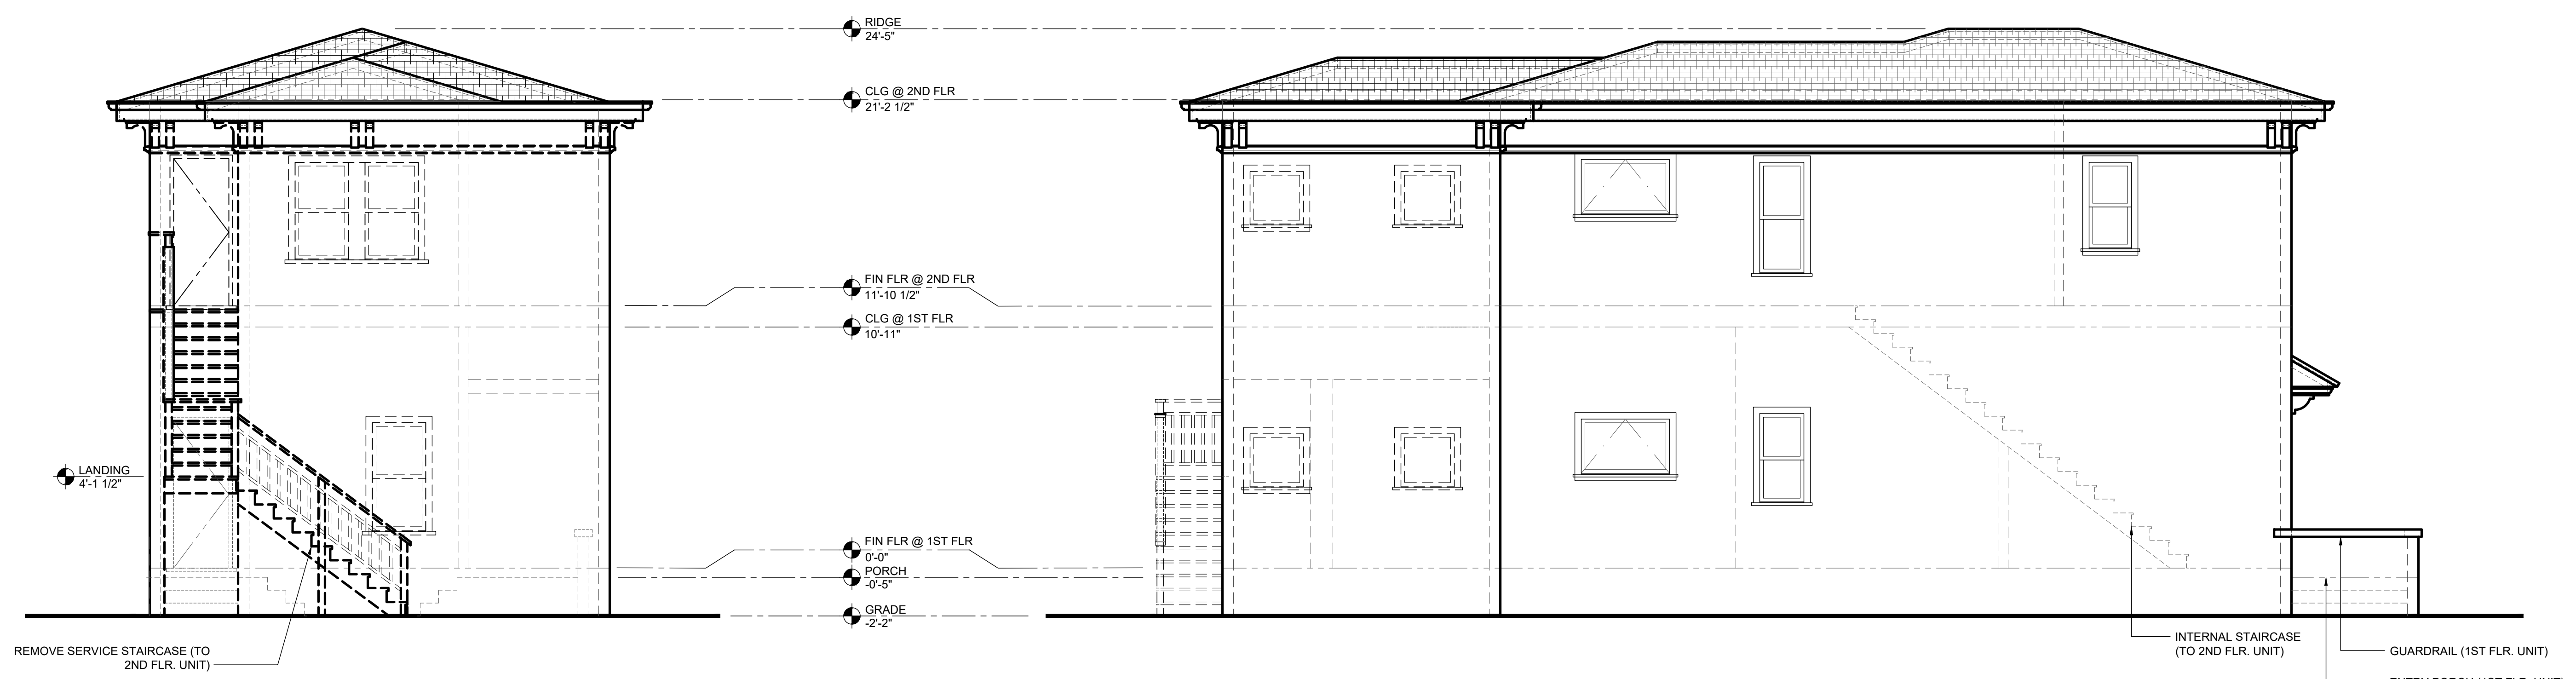 RIDGE
24'-5"
CLG @ 2ND FLR
21'-2 1/2"
FIN FLR @ 2ND FLR
11'-10 1/2"
CLG @ 1ST FLR
10'-11"
LANDING
4'-1 1/2"
FIN FLR @ 1ST FLR
0'-0"
PORCH
-0'-5"
GRADE
-2'-2"
REMOVE SERVICE STAIRCASE (TO
2ND FLR. UNIT)
INTERNAL STAIRCASE
(TO 2ND FLR. UNIT)
GUARDRAIL (1ST FLR. UNIT)